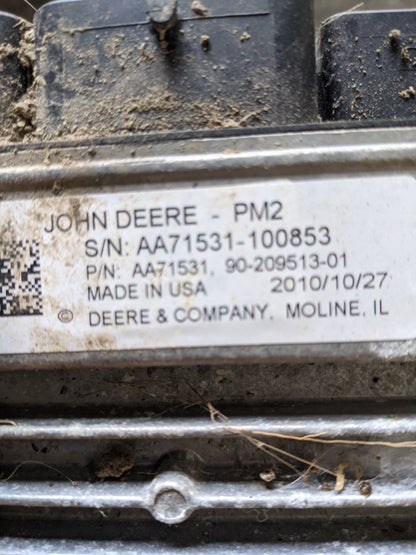 JOHN DEERE - PM2
S/N: AA71531-100853
P/N: AA71531, 90-209513-01
MADE IN USA 2010/10/27
© DEERE & COMPANY, MOLINE, IL